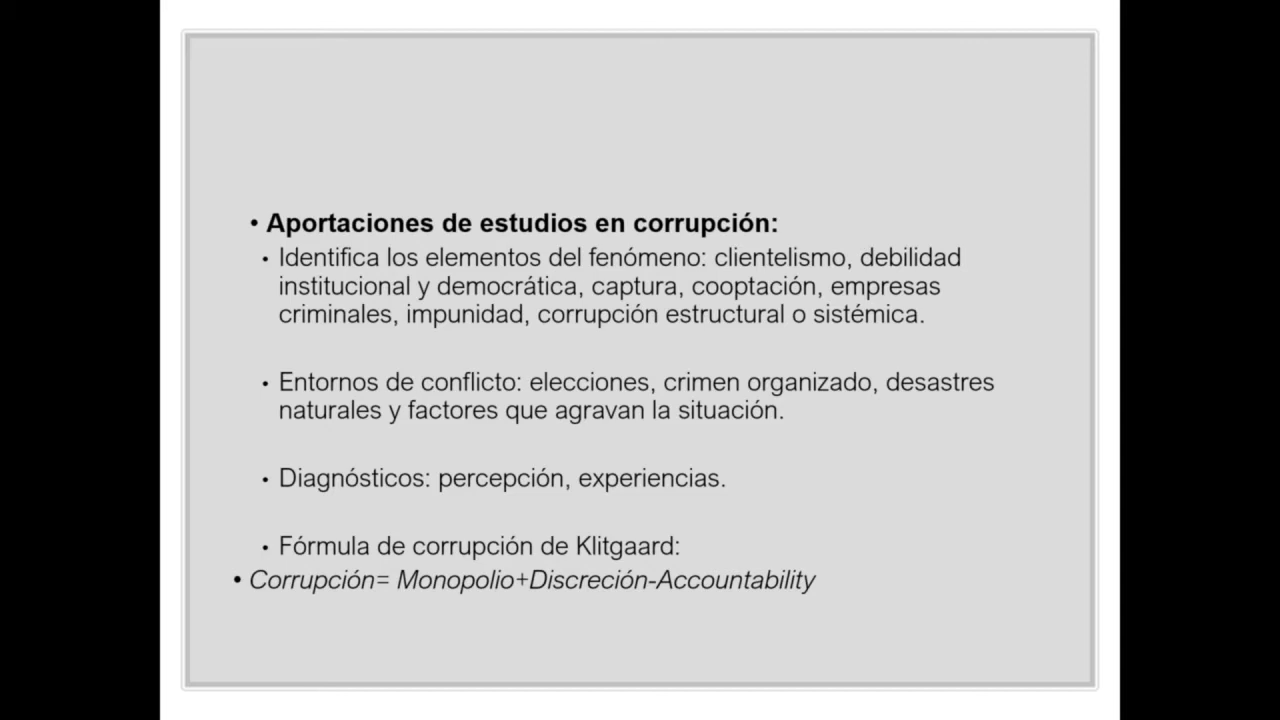 • Aportaciones de estudios en corrupción:
• Identifica los elementos del fenómeno: clientelismo, debilidad
institucional y democrática, captura, cooptación, empresas
criminales, impunidad, corrupción estructural o sistémica.
• Entornos de conflicto: elecciones, crimen organizado, desastres
naturales y factores que agravan la situación.
• Diagnósticos: percepción, experiencias.
• Fórmula de corrupción de Klitgaard:
• Corrupción= Monopolio+Discreción-Accountability